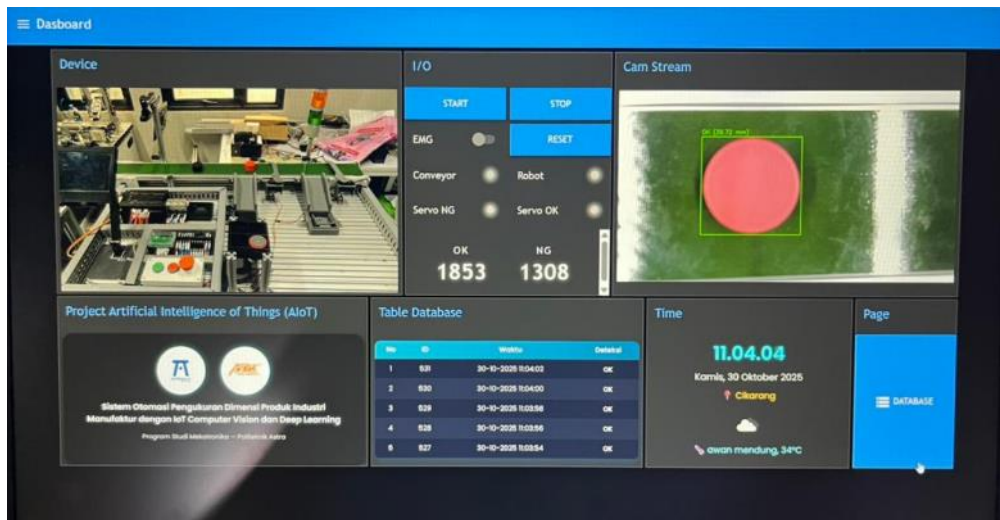 Dasboard
Device
I/O
Cam Stream
START
STOP
EMG
RESET
Conveyor
Robot
Servo NG
Servo OK
OK
NG
1853
1308
Project Artificial Intelligence of Things (AIoT)
Sistem Otomasi Pengukuran Dimensi Produk Industri
Manufaktur dengan IoT Computer Vision dan Deep Learning
Program Studi Mekatronika — Politeknik Astra
Table Database
No ID Waktu Deteksi
1 531 30-10-2025 11:04:02 OK
2 530 30-10-2025 11:04:00 OK
3 529 30-10-2025 11:03:58 OK
4 528 30-10-2025 11:03:56 OK
5 527 30-10-2025 11:03:54 OK
Time
11.04.04
Kamis, 30 Oktober 2025
Cikarang
awan mendung, 34°C
Page
DATABASE